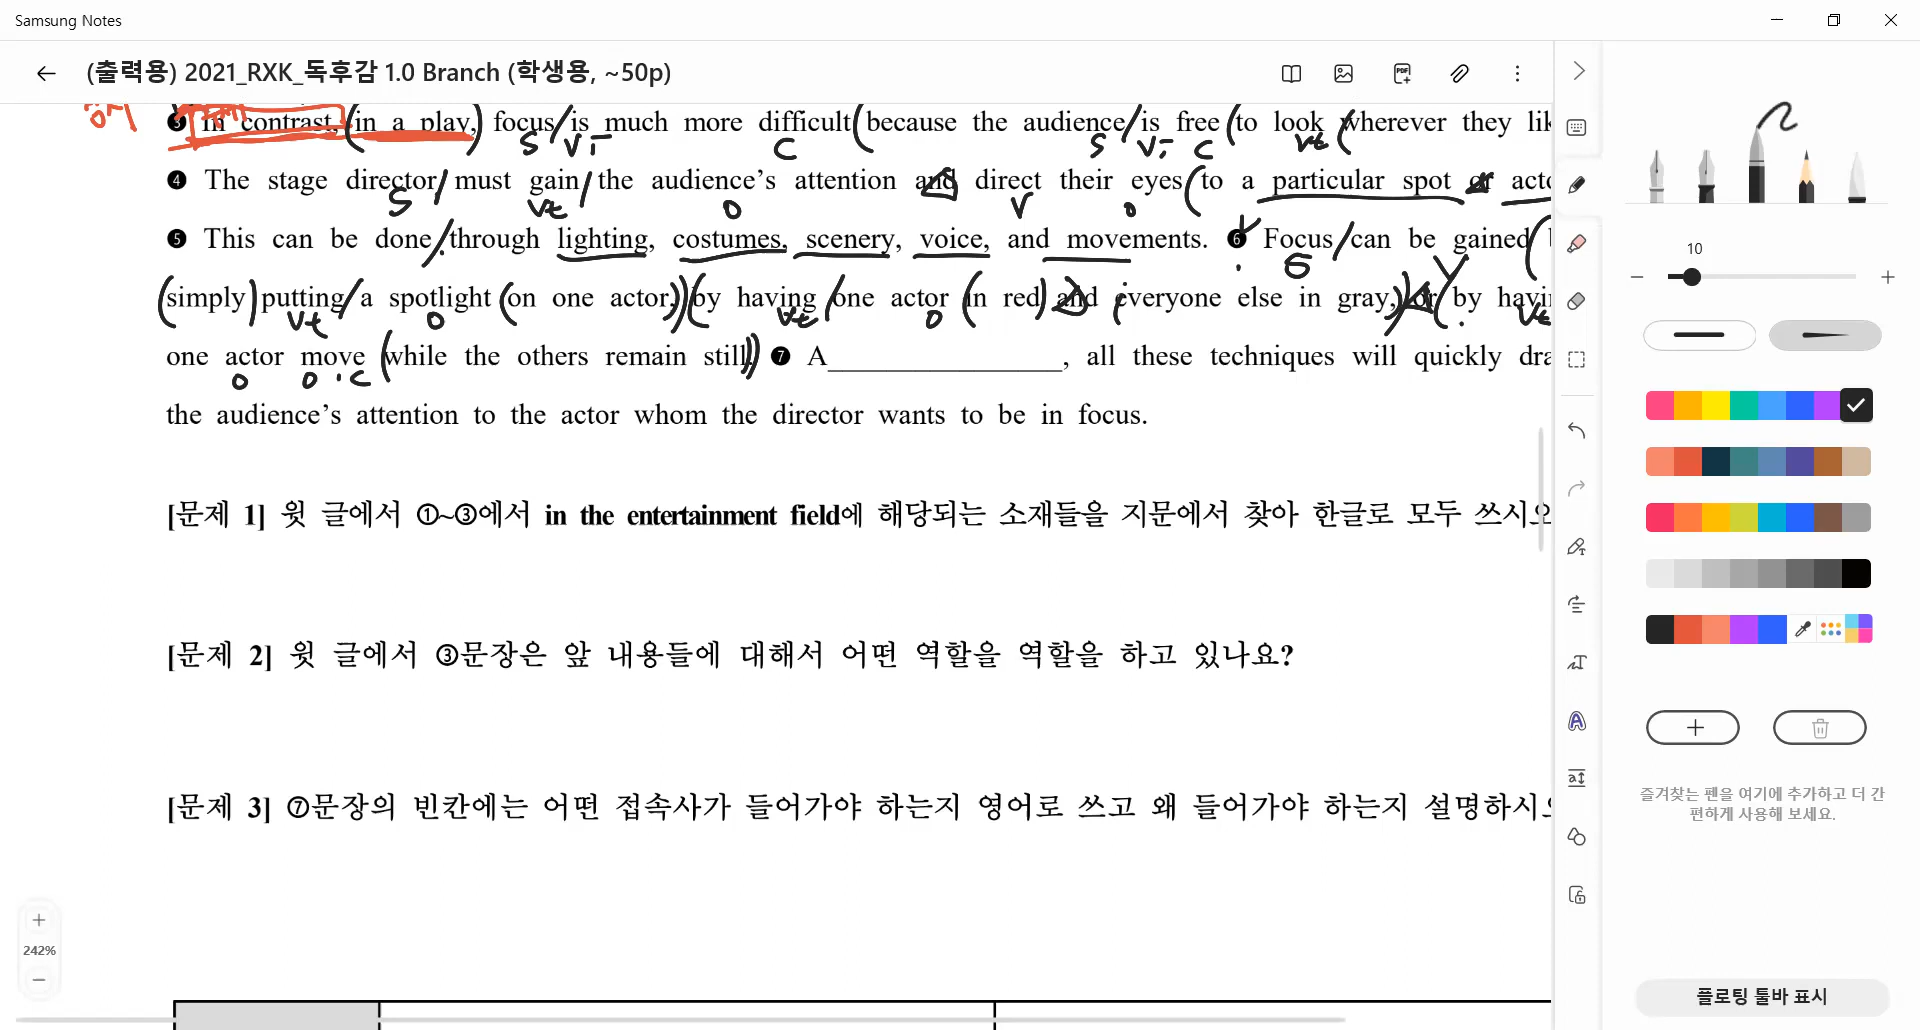 Samsung Notes
(출력용) 2021_RXK_독후감 1.0 Branch (학생용, ~50p)
❸ In contrast, in a play, focus is much more difficult because the audience is free to look wherever they
S V C S V C vt
❹ The stage director must gain the audience's attention and direct their eyes to a particular spot or
S vt O V O
❺ This can be done through lighting, costumes, scenery, voice, and movements. ❻ Focus can be gained
S
simply putting a spotlight on one actor, by having one actor in red and everyone else in gray, or by
vt O vt O vt
one actor move while the others remain still. ❼ A________________, all these techniques will quickly
O O.C
the audience's attention to the actor whom the director wants to be in focus.
[문제 1] 윗 글에서 ①~③에서 in the entertainment field에 해당되는 소재들을 지문에서 찾아 한글로 모두 쓰시오
[문제 2] 윗 글에서 ③문장은 앞 내용들에 대해서 어떤 역할을 역할을 하고 있나요?
[문제 3] ⑦문장의 빈칸에는 어떤 접속사가 들어가야 하는지 영어로 쓰고 왜 들어가야 하는지 설명하시오
10
즐겨찾는 펜을 여기에 추가하고 더 간
편하게 사용해 보세요.
242%
플로팅 툴바 표시